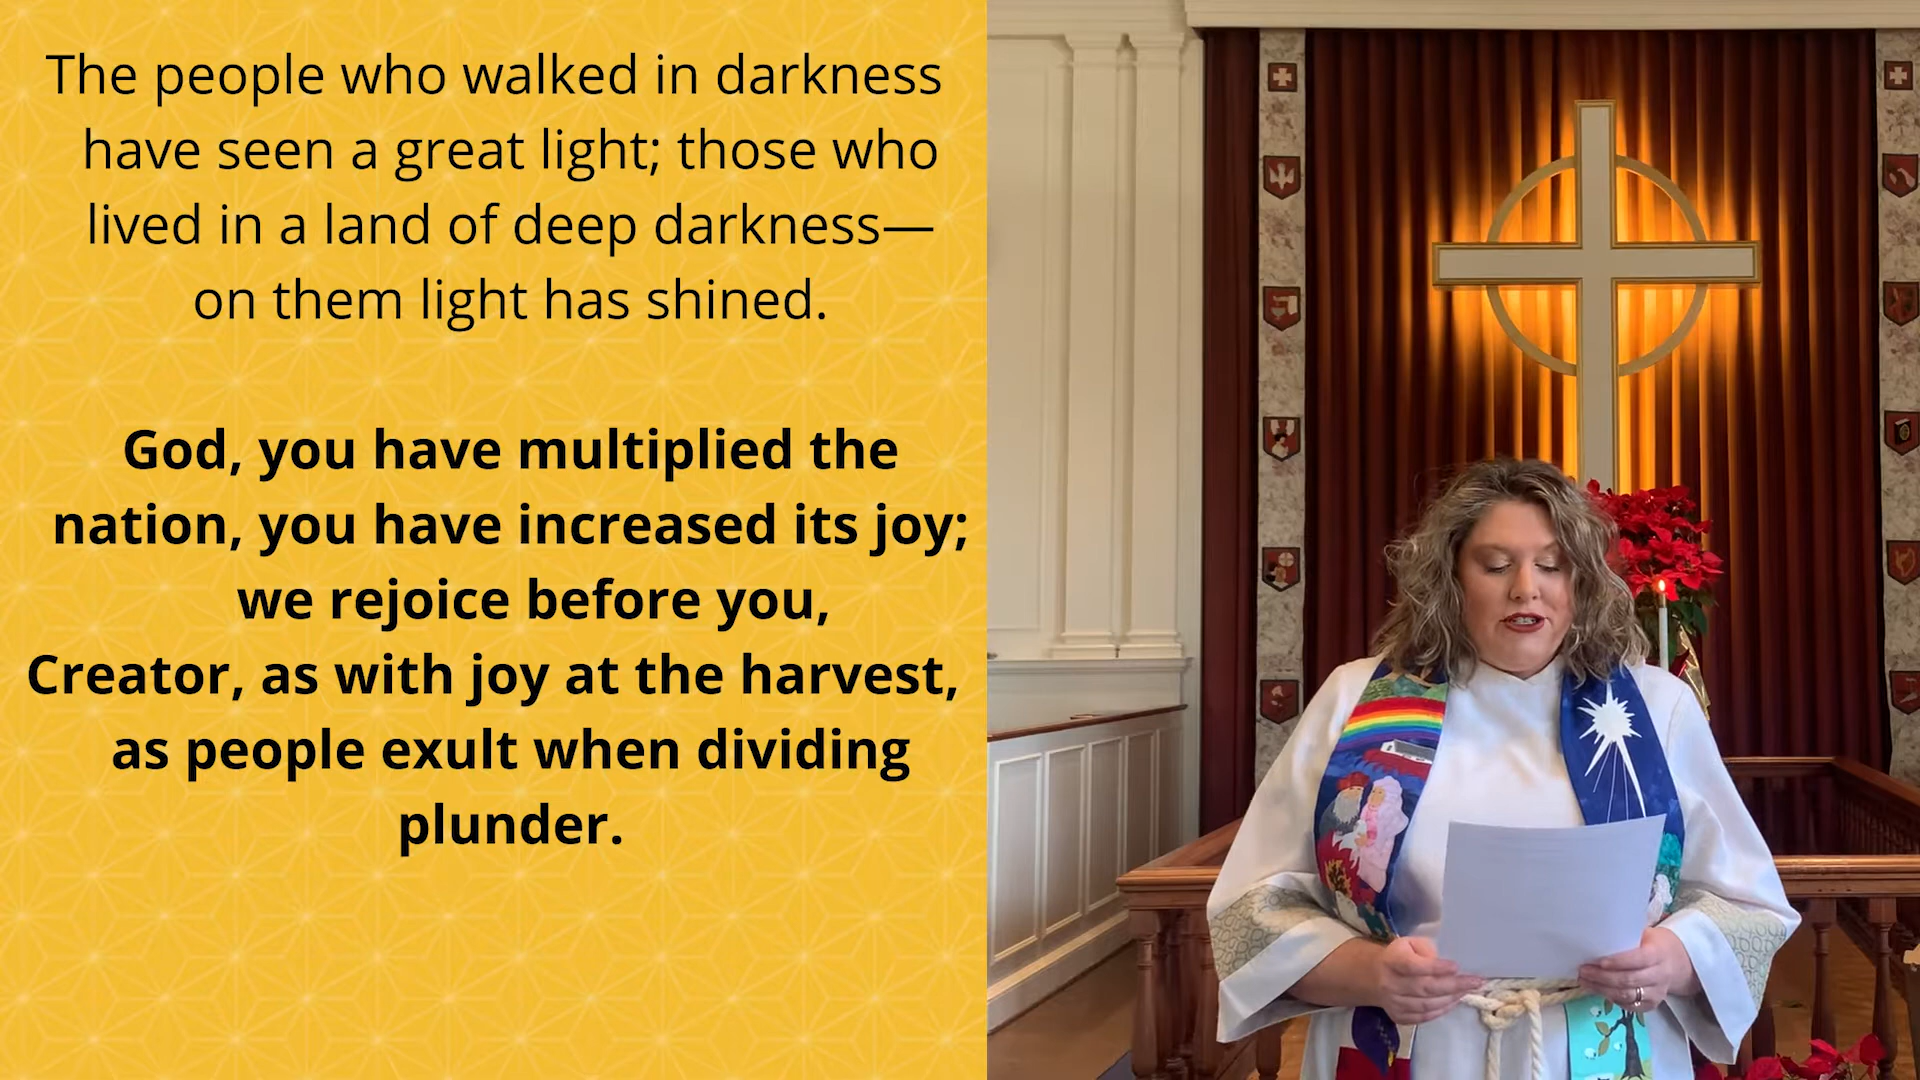 The people who walked in darkness
have seen a great light; those who
lived in a land of deep darkness—
on them light has shined.
God, you have multiplied the
nation, you have increased its joy;
we rejoice before you,
Creator, as with joy at the harvest,
as people exult when dividing
plunder.